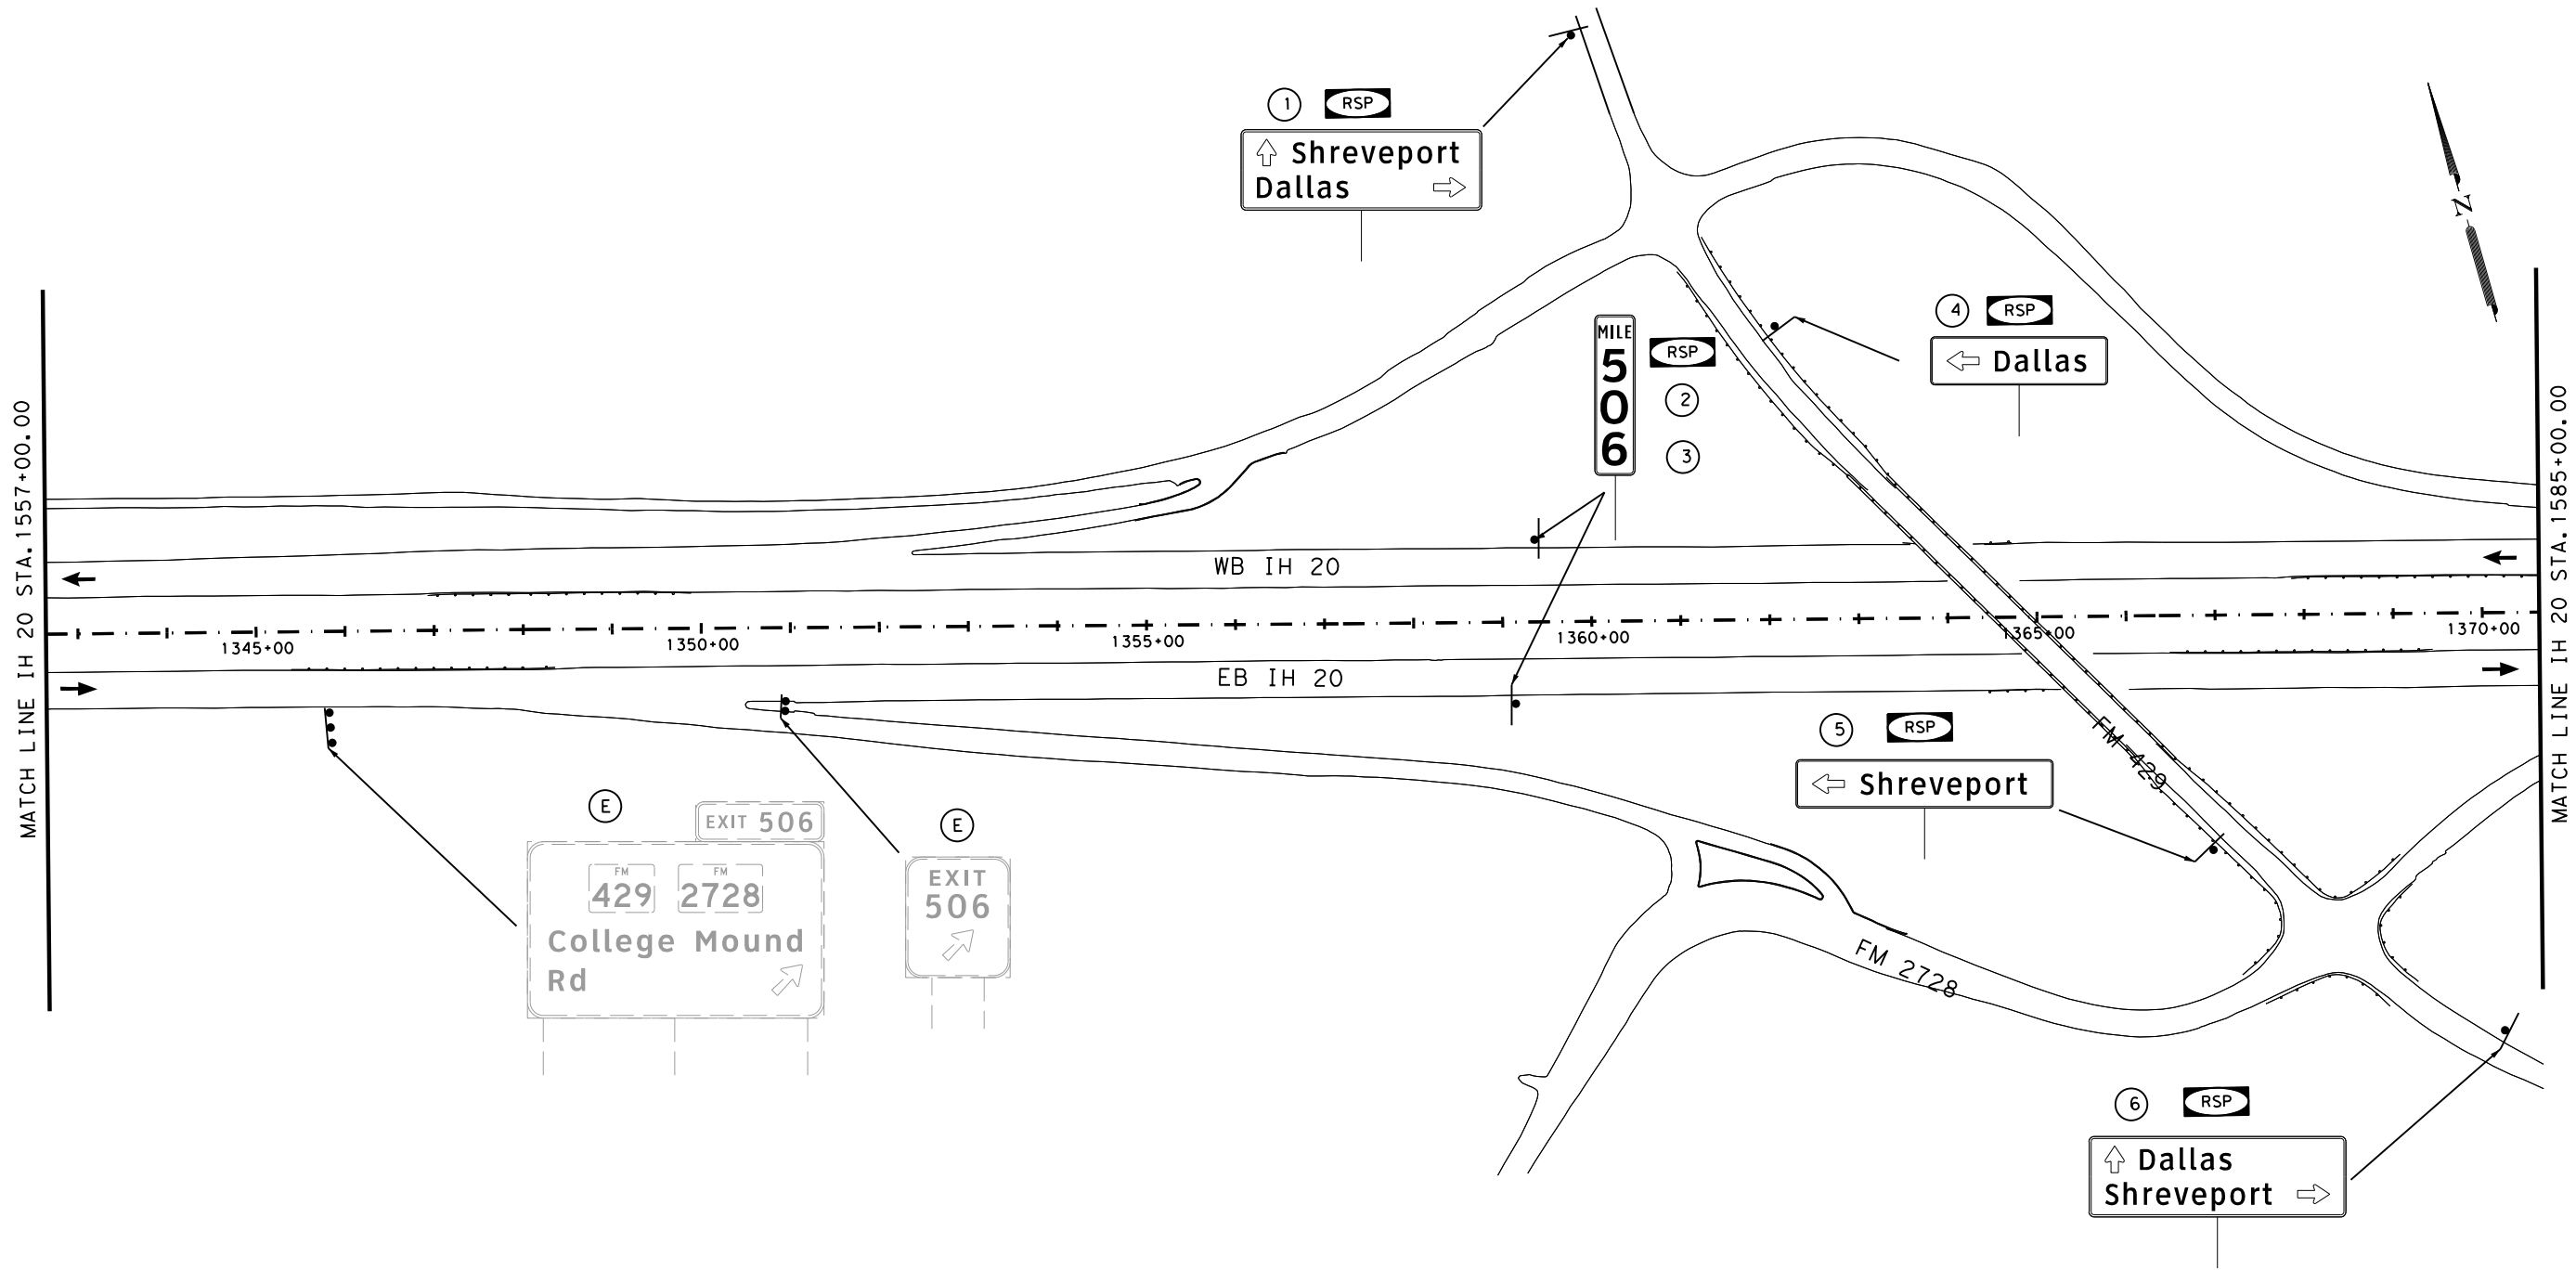 1 RSP
Shreveport
Dallas
N
MATCH LINE IH 20 STA. 1557+00.00
MATCH LINE IH 20 STA. 1585+00.00
4 RSP
Dallas
MILE
5
0
6
RSP
2
3
WB IH 20
1345+00
1350+00
1355+00
1360+00
1365+00
1370+00
EB IH 20
FM 429
5 RSP
Shreveport
E
EXIT 506
FM
429
FM
2728
College Mound
Rd
E
EXIT
506
FM 2728
6 RSP
Dallas
Shreveport